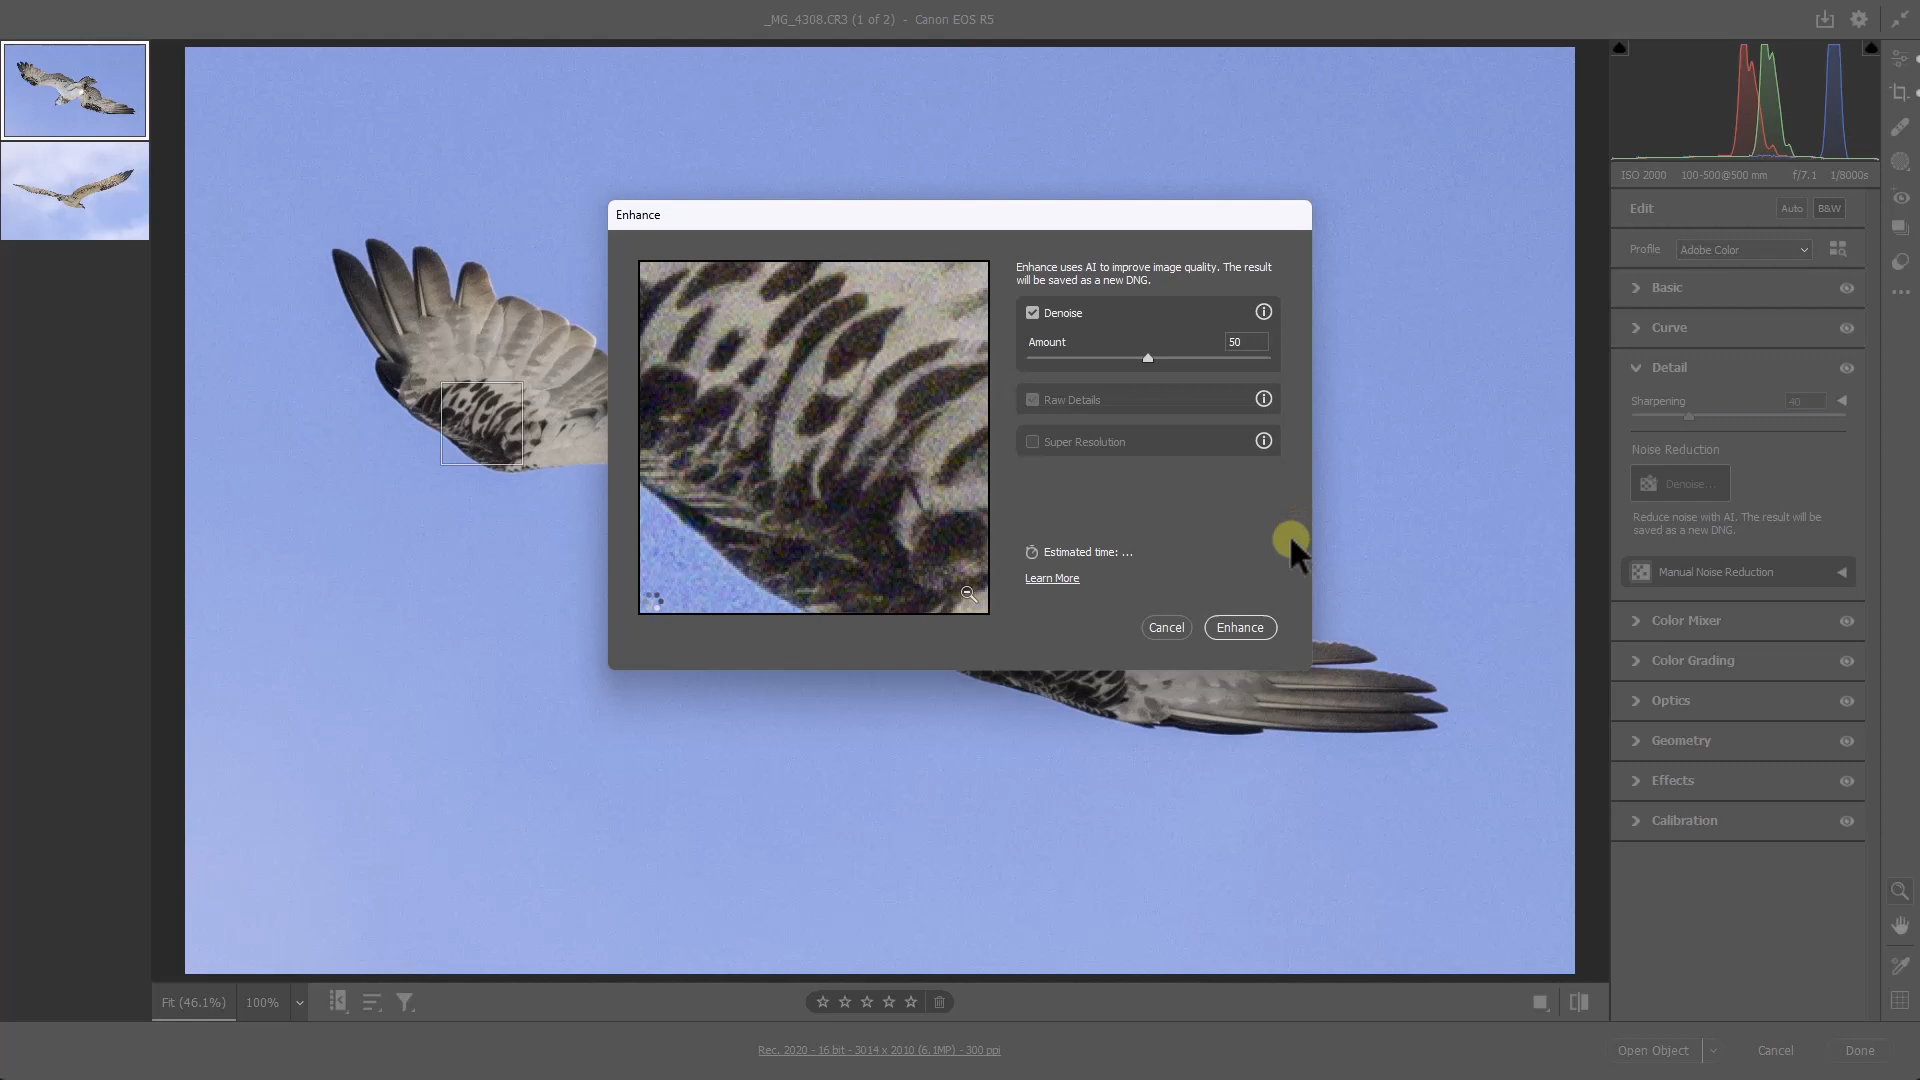 _MG_4308.CR3 (1 of 2) - Canon EOS R5
ISO 2000 100-500@500 mm f/7.1 1/8000s
Edit Auto B&W
Profile Adobe Color
Basic
Curve
Detail
Sharpening 40
Noise Reduction
Denoise...
Reduce noise with AI. The result will be
saved as a new DNG.
Manual Noise Reduction
Color Mixer
Color Grading
Optics
Geometry
Effects
Calibration
Enhance
Enhance uses AI to improve image quality. The result
will be saved as a new DNG.
Denoise
Amount 50
Raw Details
Super Resolution
Estimated time: ...
Learn More
Cancel Enhance
Fit (46.1%) 100%
Rec. 2020 - 16 bit - 3014 x 2010 (6.1MP) - 300 ppi
Open Object Cancel Done